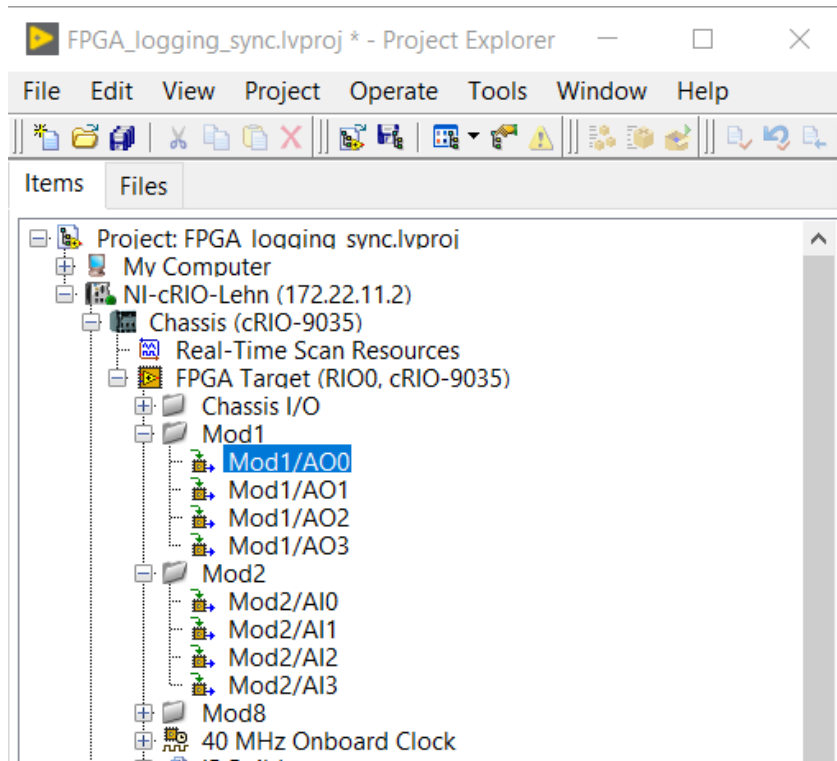 FPGA_logging_sync.lvproj * - Project Explorer
File Edit View Project Operate Tools Window Help
Items Files
Project: FPGA_logging_sync.lvproj
My Computer
NI-cRIO-Lehn (172.22.11.2)
Chassis (cRIO-9035)
Real-Time Scan Resources
FPGA Target (RIO0, cRIO-9035)
Chassis I/O
Mod1
Mod1/AO0
Mod1/AO1
Mod1/AO2
Mod1/AO3
Mod2
Mod2/AI0
Mod2/AI1
Mod2/AI2
Mod2/AI3
Mod8
40 MHz Onboard Clock